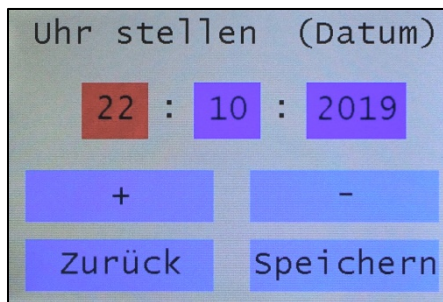 Uhr stellen (Datum)
22 : 10 : 2019
+ -
Zurück Speichern